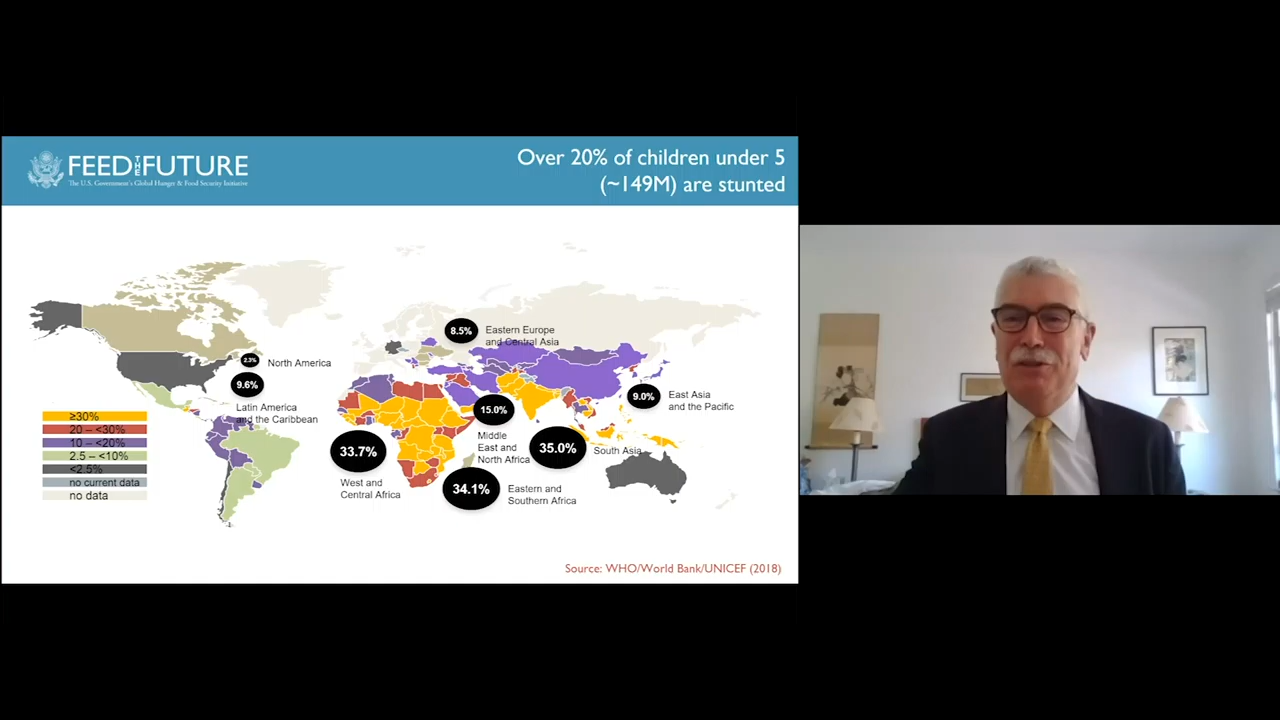 FEED THE FUTURE
The U.S. Government's Global Hunger & Food Security Initiative
Over 20% of children under 5
(~149M) are stunted
8.5%
Eastern Europe
and Central Asia
2.3%
North America
9.6%
Latin America
and the Caribbean
9.0%
East Asia
and the Pacific
15.0%
Middle
East and
North Africa
≥30%
20 – <30%
10 – <20%
2.5 – <10%
<2.5%
no current data
no data
33.7%
West and
Central Africa
35.0%
South Asia
34.1%
Eastern and
Southern Africa
Source: WHO/World Bank/UNICEF (2018)